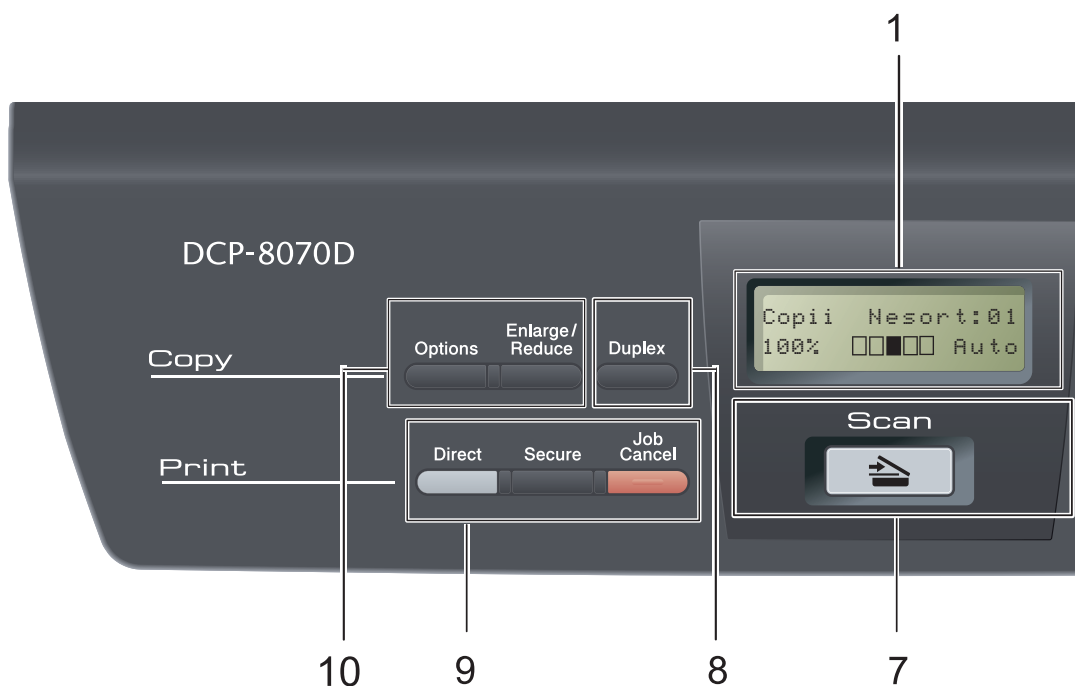 1
DCP-8070D
Copii Nesort:01
100% Auto
Enlarge/
Options Reduce Duplex
Copy
Scan
Job
Direct Secure Cancel
Print
10 9 8 7